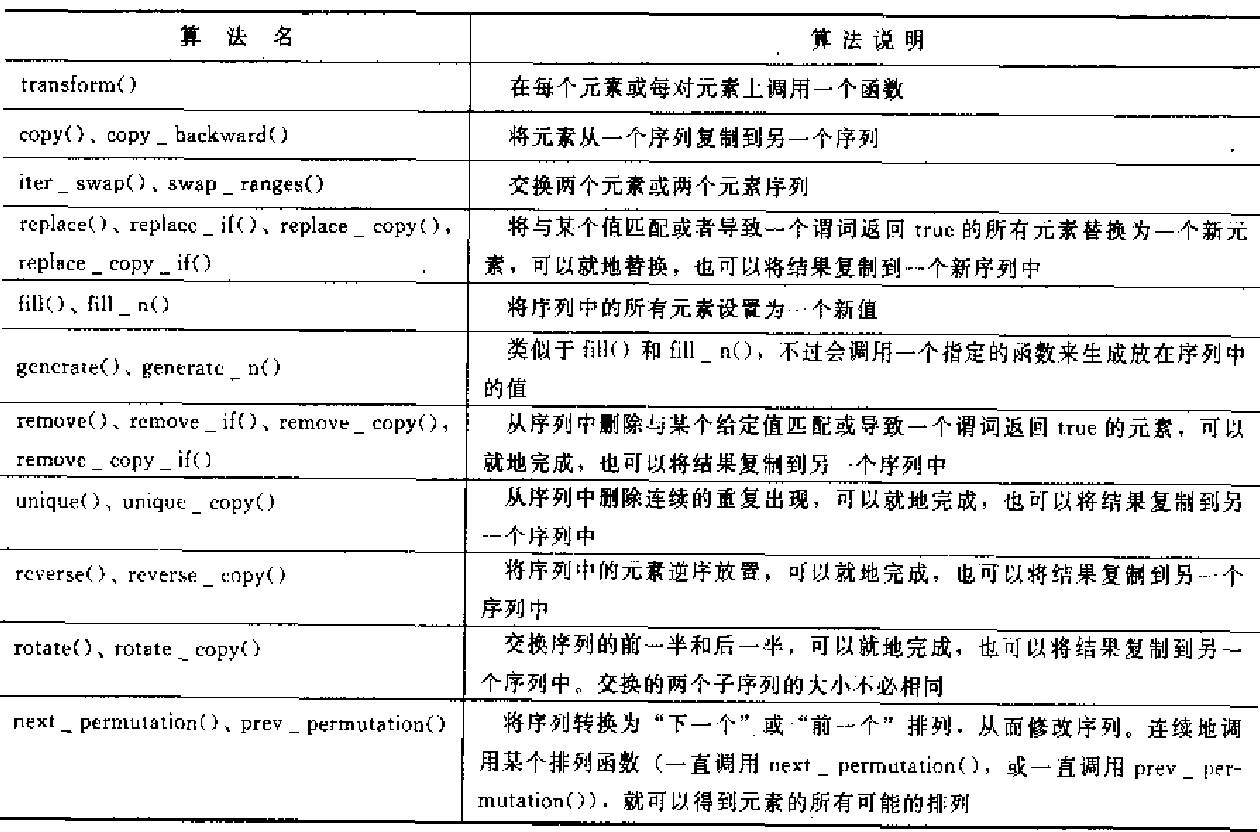 算 法 名 算 法 说 明
transform() 在每个元素或每对元素上调用一个函数
copy()、copy _ backward() 将元素从一个序列复制到另一个序列
iter _ swap()、swap _ ranges() 交换两个元素或两个元素序列
replace()、replace _ if()、replace _ copy()、
replace _ copy _ if()
将与某个值匹配或者导致一个谓词返回 true 的所有元素替换为一个新元
素，可以就地替换，也可以将结果复制到一个新序列中
fill()、fill _ n() 将序列中的所有元素设置为一个新值
generate()、generate _ n()
类似于 fill() 和 fill _ n()，不过会调用一个指定的函数来生成放在序列中
的值
remove()、remove _ if()、remove _ copy()、
remove _ copy _ if()
从序列中删除与某个给定值匹配或导致一个谓词返回 true 的元素，可以
就地完成，也可以将结果复制到另一个序列中
unique()、unique _ copy()
从序列中删除连续的重复出现，可以就地完成，也可以将结果复制到另
一个序列中
reverse()、reverse _ copy()
将序列中的元素逆序放置，可以就地完成，也可以将结果复制到另一个
序列中
rotate()、rotate _ copy()
交换序列的前一半和后一半，可以就地完成，也可以将结果复制到另一
个序列中。交换的两个子序列的大小不必相同
next _ permutation()、prev _ permutation()
将序列转换为“下一个”或“前一个”排列，从而修改序列。连续地调
用某个排列函数（一直调用 next _ permutation()，或一直调用 prev _ per-
mutation()），就可以得到元素的所有可能的排列